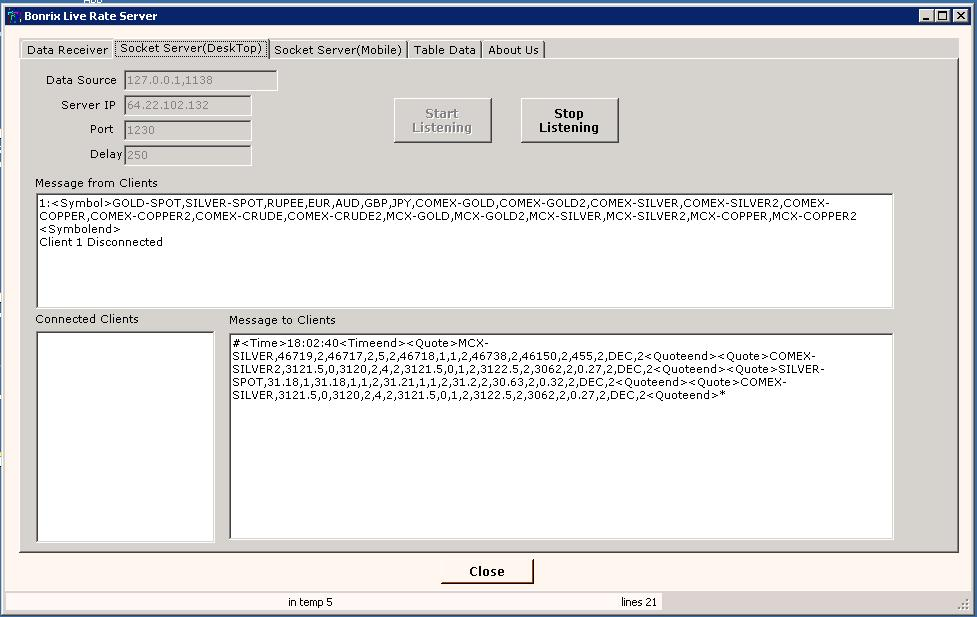 Bonrix Live Rate Server
Data Receiver Socket Server(DeskTop) Socket Server(Mobile) Table Data About Us
Data Source 127.0.0.1,1138
Server IP 64.22.102.132
Port 1230
Delay 250
Start
Listening
Stop
Listening
Message from Clients
1:<Symbol>GOLD-SPOT,SILVER-SPOT,RUPEE,EUR,AUD,GBP,JPY,COMEX-GOLD,COMEX-GOLD2,COMEX-SILVER,COMEX-SILVER2,COMEX-
COPPER,COMEX-COPPER2,COMEX-CRUDE,COMEX-CRUDE2,MCX-GOLD,MCX-GOLD2,MCX-SILVER,MCX-SILVER2,MCX-COPPER,MCX-COPPER2
<Symbolend>
Client 1 Disconnected
Connected Clients
Message to Clients
#<Time>18:02:40<Timeend><Quote>MCX-
SILVER,46719,2,46717,2,5,2,46718,1,1,2,46738,2,46150,2,455,2,DEC,2<Quoteend><Quote>COMEX-
SILVER2,3121.5,0,3120,2,4,2,3121.5,0,1,2,3122.5,2,3062,2,0.27,2,DEC,2<Quoteend><Quote>SILVER-
SPOT,31.18,1,31.18,1,1,2,31.21,1,1,2,31.2,2,30.63,2,0.32,2,DEC,2<Quoteend><Quote>COMEX-
SILVER,3121.5,0,3120,2,4,2,3121.5,0,1,2,3122.5,2,3062,2,0.27,2,DEC,2<Quoteend>*
Close
in temp 5 lines 21